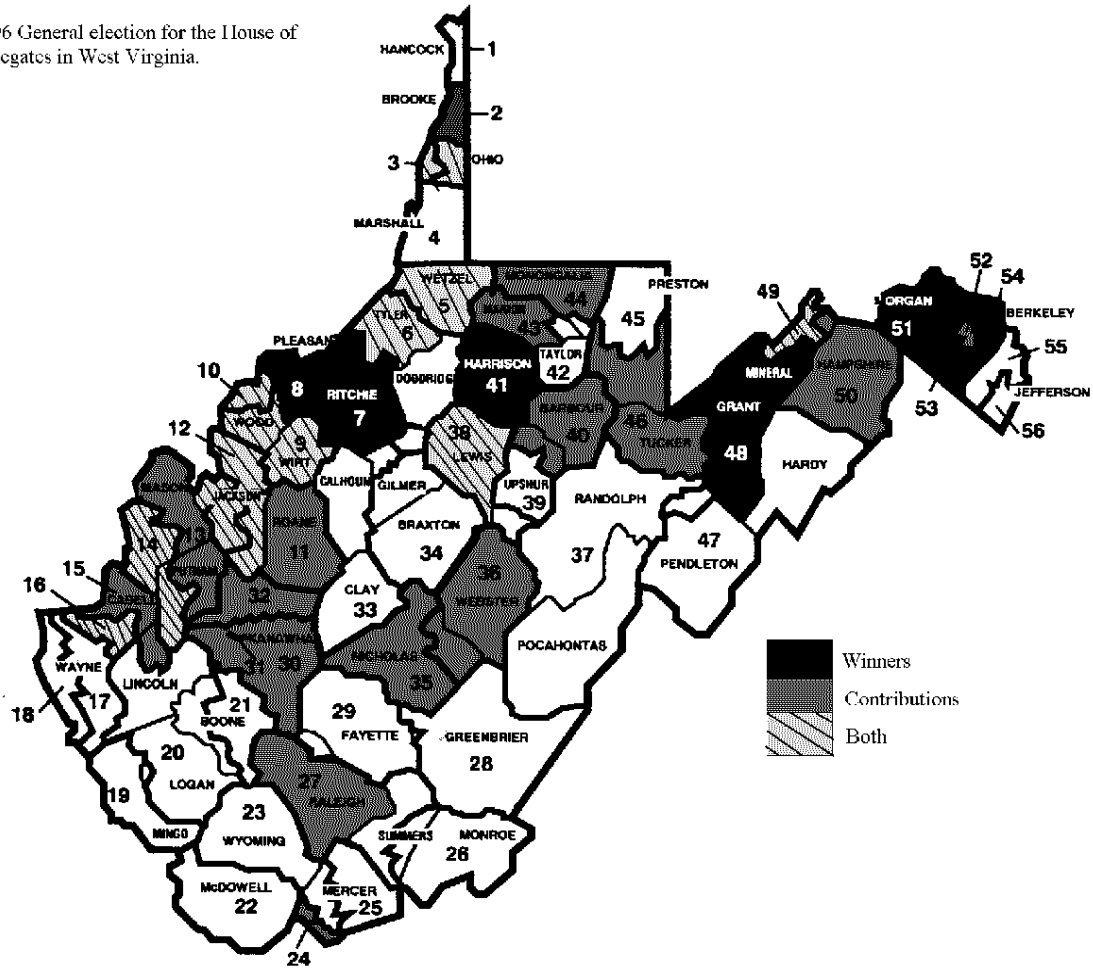 6 General election for the House of
egates in West Virginia.
HANCOCK
1
BROOKE
2
3
OHIO
MARSHALL
4
WETZEL
5
44
PRESTON
45
TYLER
6
43
52
54
49
ORGAN
51
BERKELEY
PLEASANT
HARRISON
41
TAYLOR
42
DODDRIDGE
MINERAL
HAMPSHIRE
50
55
10
8
RITCHIE
7
JEFFERSON
53
56
12
WOOD
9
WIRT
38
LEWIS
BARBOUR
40
46
TUCKER
GRANT
48
HARDY
MASON
JACKSON
CALHOUN
GILMER
UPSHUR
39
RANDOLPH
13
14
ROANE
11
BRAXTON
34
37
47
PENDLETON
15
16
CABELL
32
CLAY
33
36
WEBSTER
POCAHONTAS
KANAWHA
31
30
NICHOLAS
35
WAYNE
17
18
LINCOLN
21
BOONE
29
FAYETTE
GREENBRIER
28
20
LOGAN
27
RALEIGH
19
MINGO
23
WYOMING
SUMMERS
MONROE
26
McDOWELL
22
MERCER
25
24
Winners
Contributions
Both